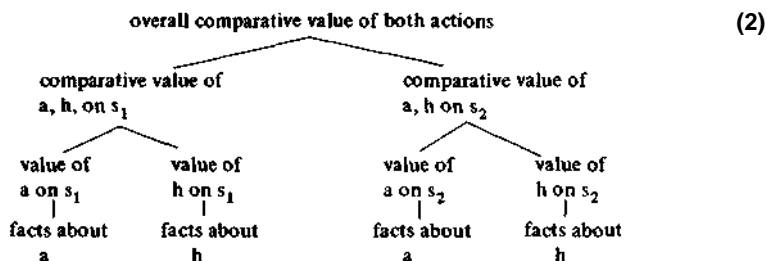 overall comparative value of both actions (2)
comparative value of comparative value of
a, h, on s1 a, h on s2
value of value of value of value of
a on s1 h on s1 a on s2 h on s2
facts about facts about facts about facts about
a h a h